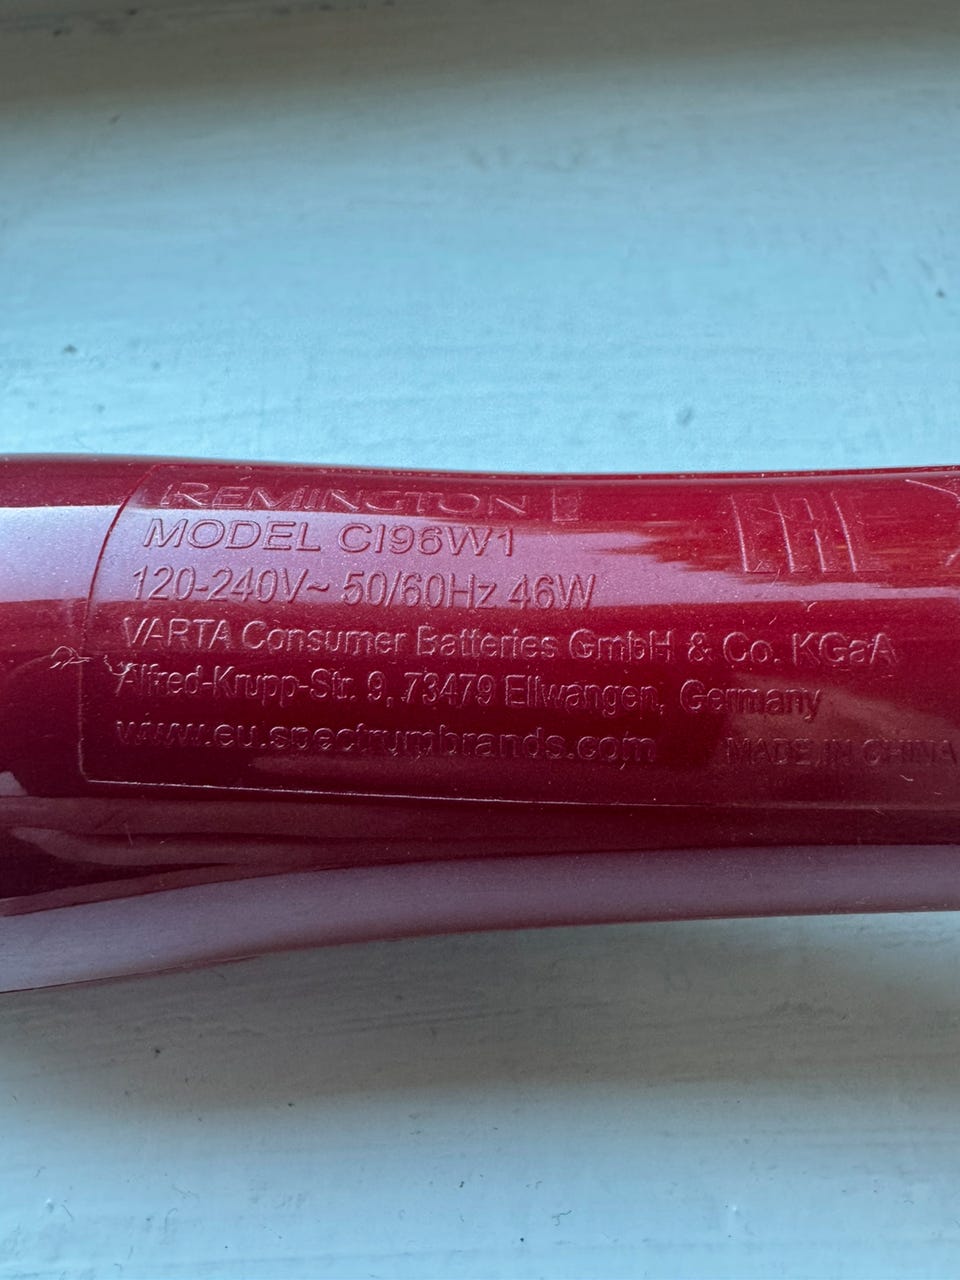 REMINGTON
MODEL CI96W1
120-240V~ 50/60Hz 46W
VARTA Consumer Batteries GmbH & Co. KGaA
Alfred-Krupp-Str. 9, 73479 Ellwangen, Germany
www.eu.spectrumbrands.com MADE IN CHINA